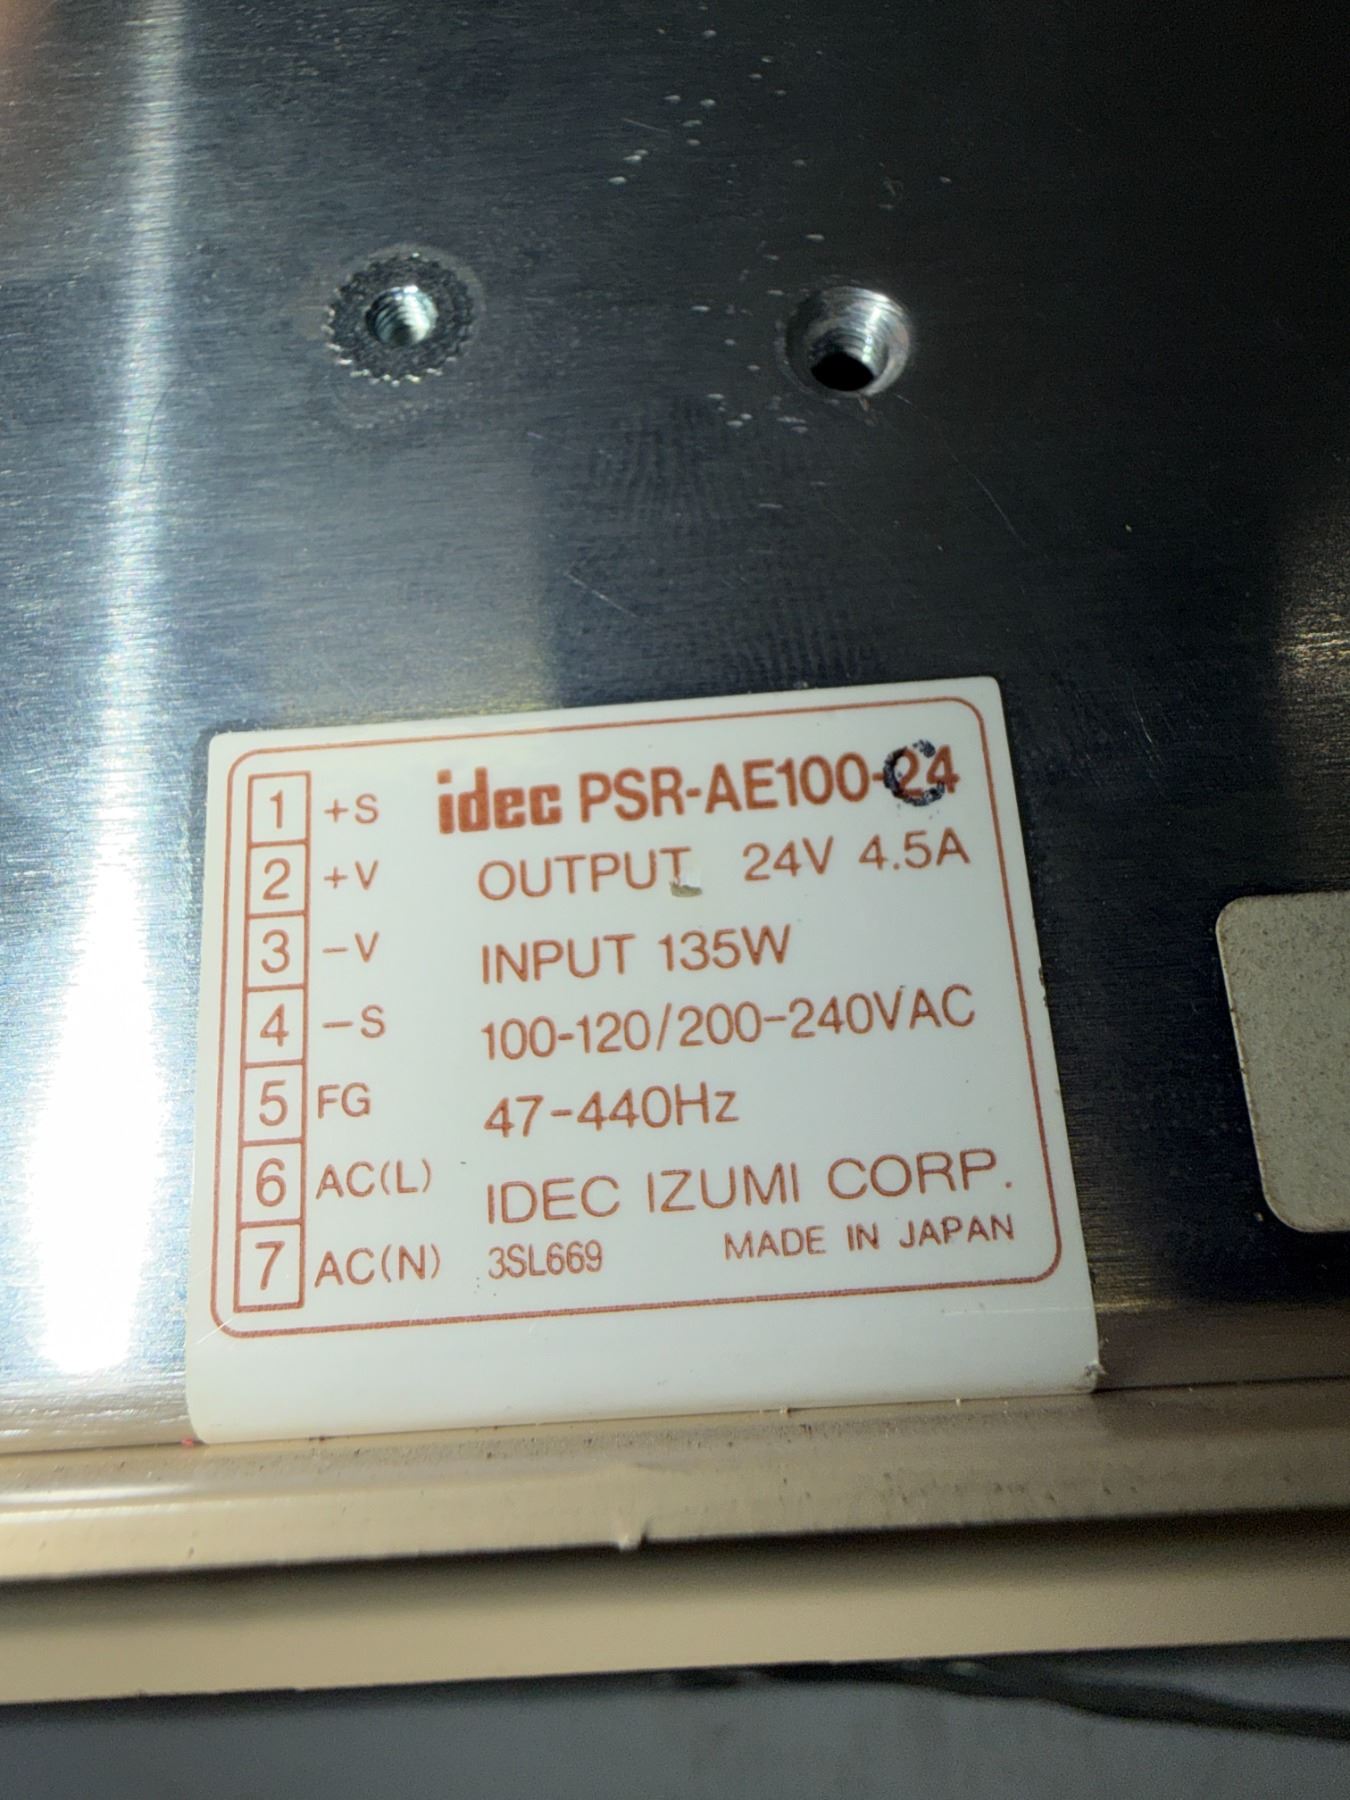 idec PSR-AE100-24
OUTPUT 24V 4.5A
INPUT 135W
100-120/200-240VAC
47-440Hz
IDEC IZUMI CORP.
3SL669 MADE IN JAPAN
1 +S
2 +V
3 -V
4 -S
5 FG
6 AC(L)
7 AC(N)